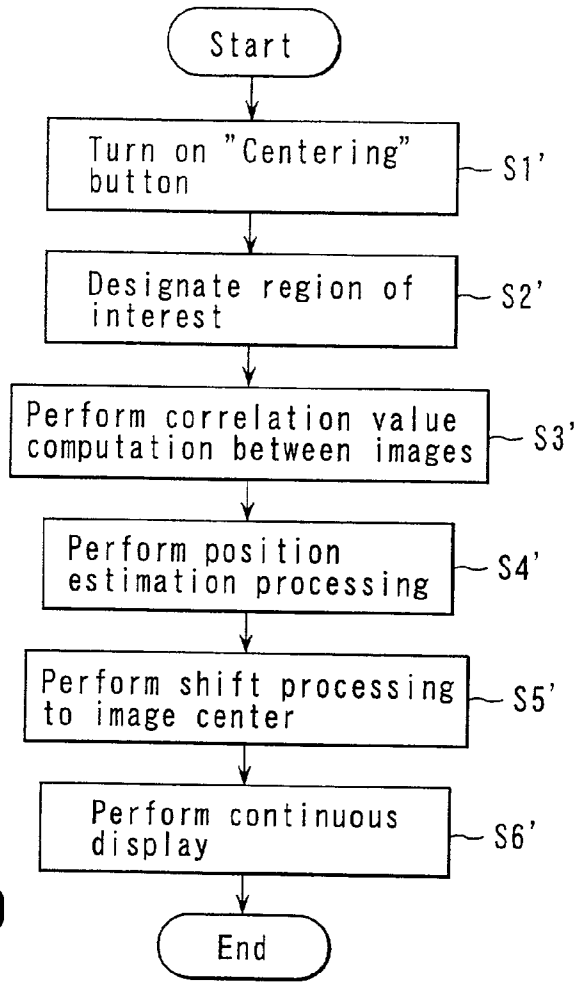 Start
Turn on "Centering"
button
S1'
Designate region of
interest
S2'
Perform correlation value
computation between images
S3'
Perform position
estimation processing
S4'
Perform shift processing
to image center
S5'
Perform continuous
display
S6'
End